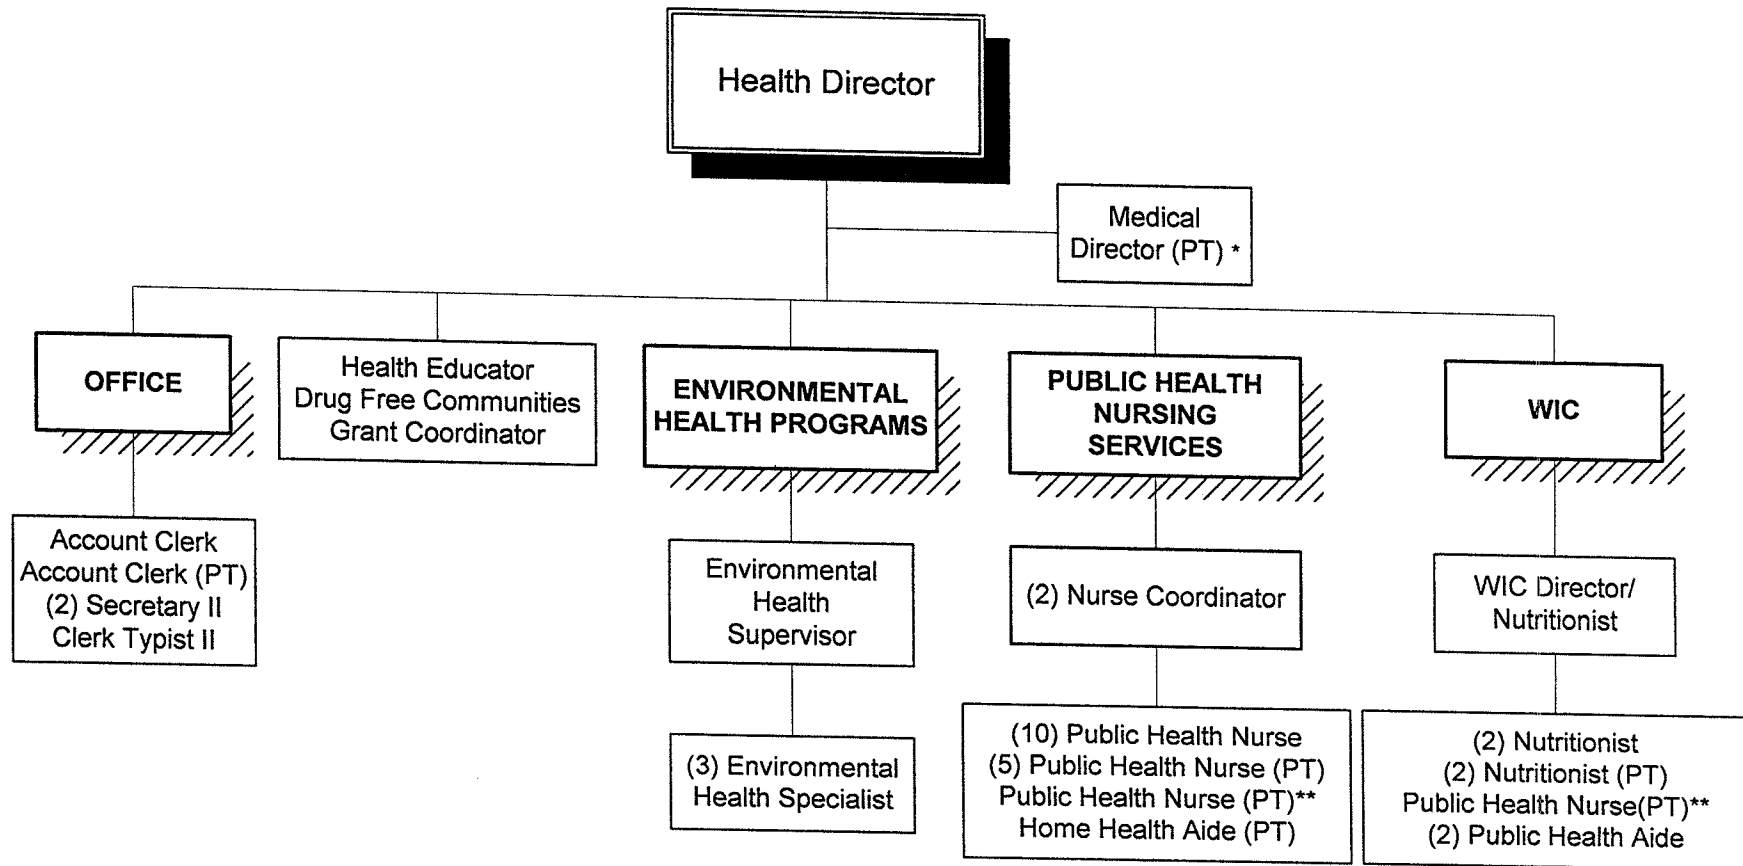 Health Director
Medical
Director (PT) *
OFFICE
Health Educator
Drug Free Communities
Grant Coordinator
ENVIRONMENTAL
HEALTH PROGRAMS
PUBLIC HEALTH
NURSING
SERVICES
WIC
Account Clerk
Account Clerk (PT)
(2) Secretary II
Clerk Typist II
Environmental
Health
Supervisor
(2) Nurse Coordinator
WIC Director/
Nutritionist
(3) Environmental
Health Specialist
(10) Public Health Nurse
(5) Public Health Nurse (PT)
Public Health Nurse (PT)**
Home Health Aide (PT)
(2) Nutritionist
(2) Nutritionist (PT)
Public Health Nurse(PT)**
(2) Public Health Aide